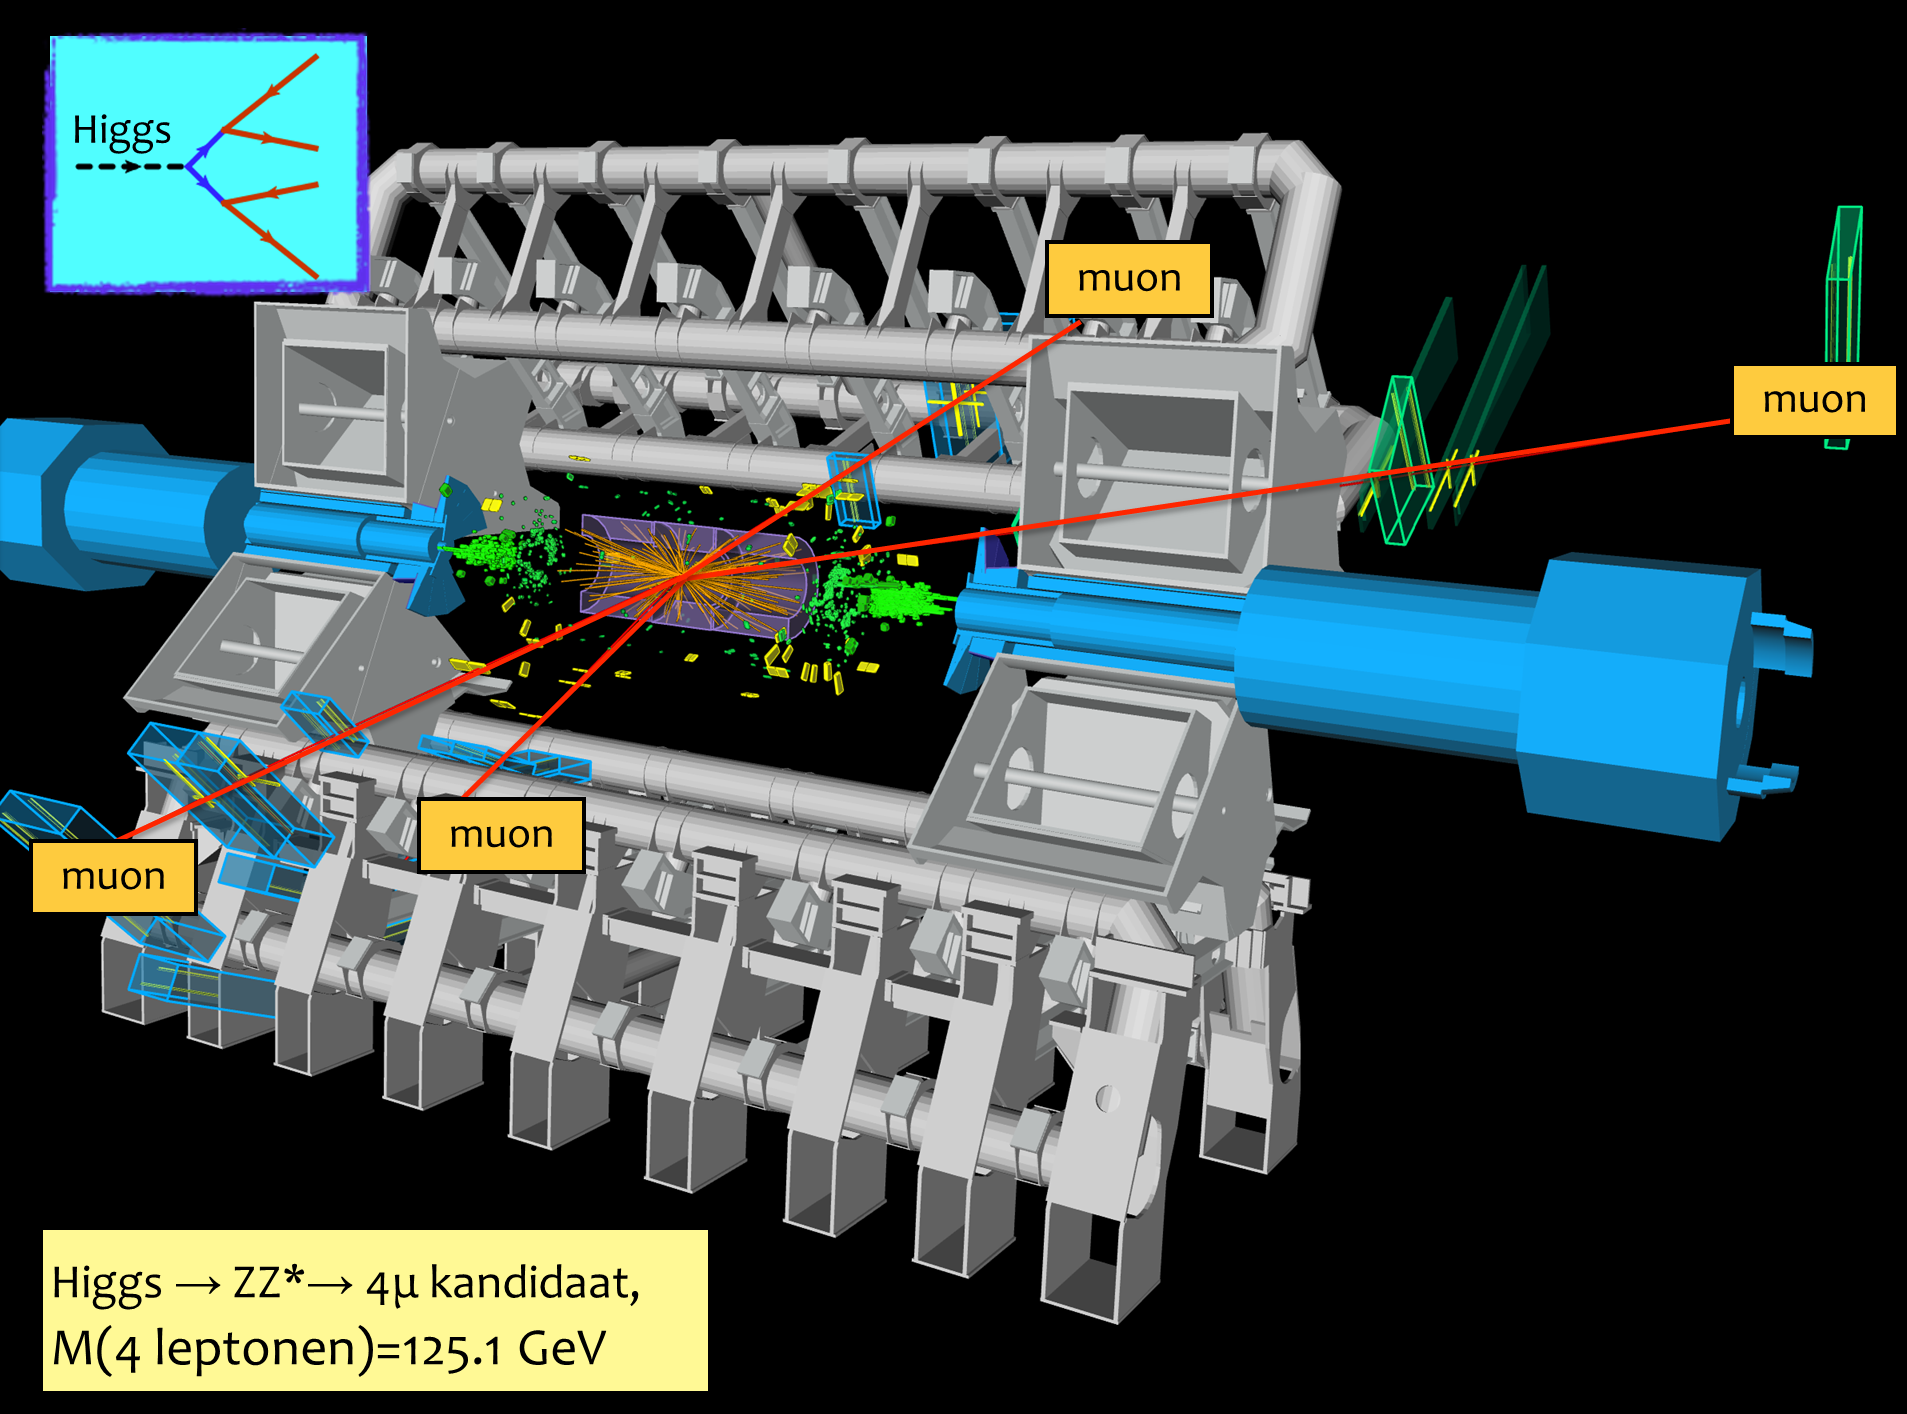 Higgs
muon
muon
muon
muon
Higgs → ZZ*→ 4μ kandidaat,
M(4 leptonen)=125.1 GeV